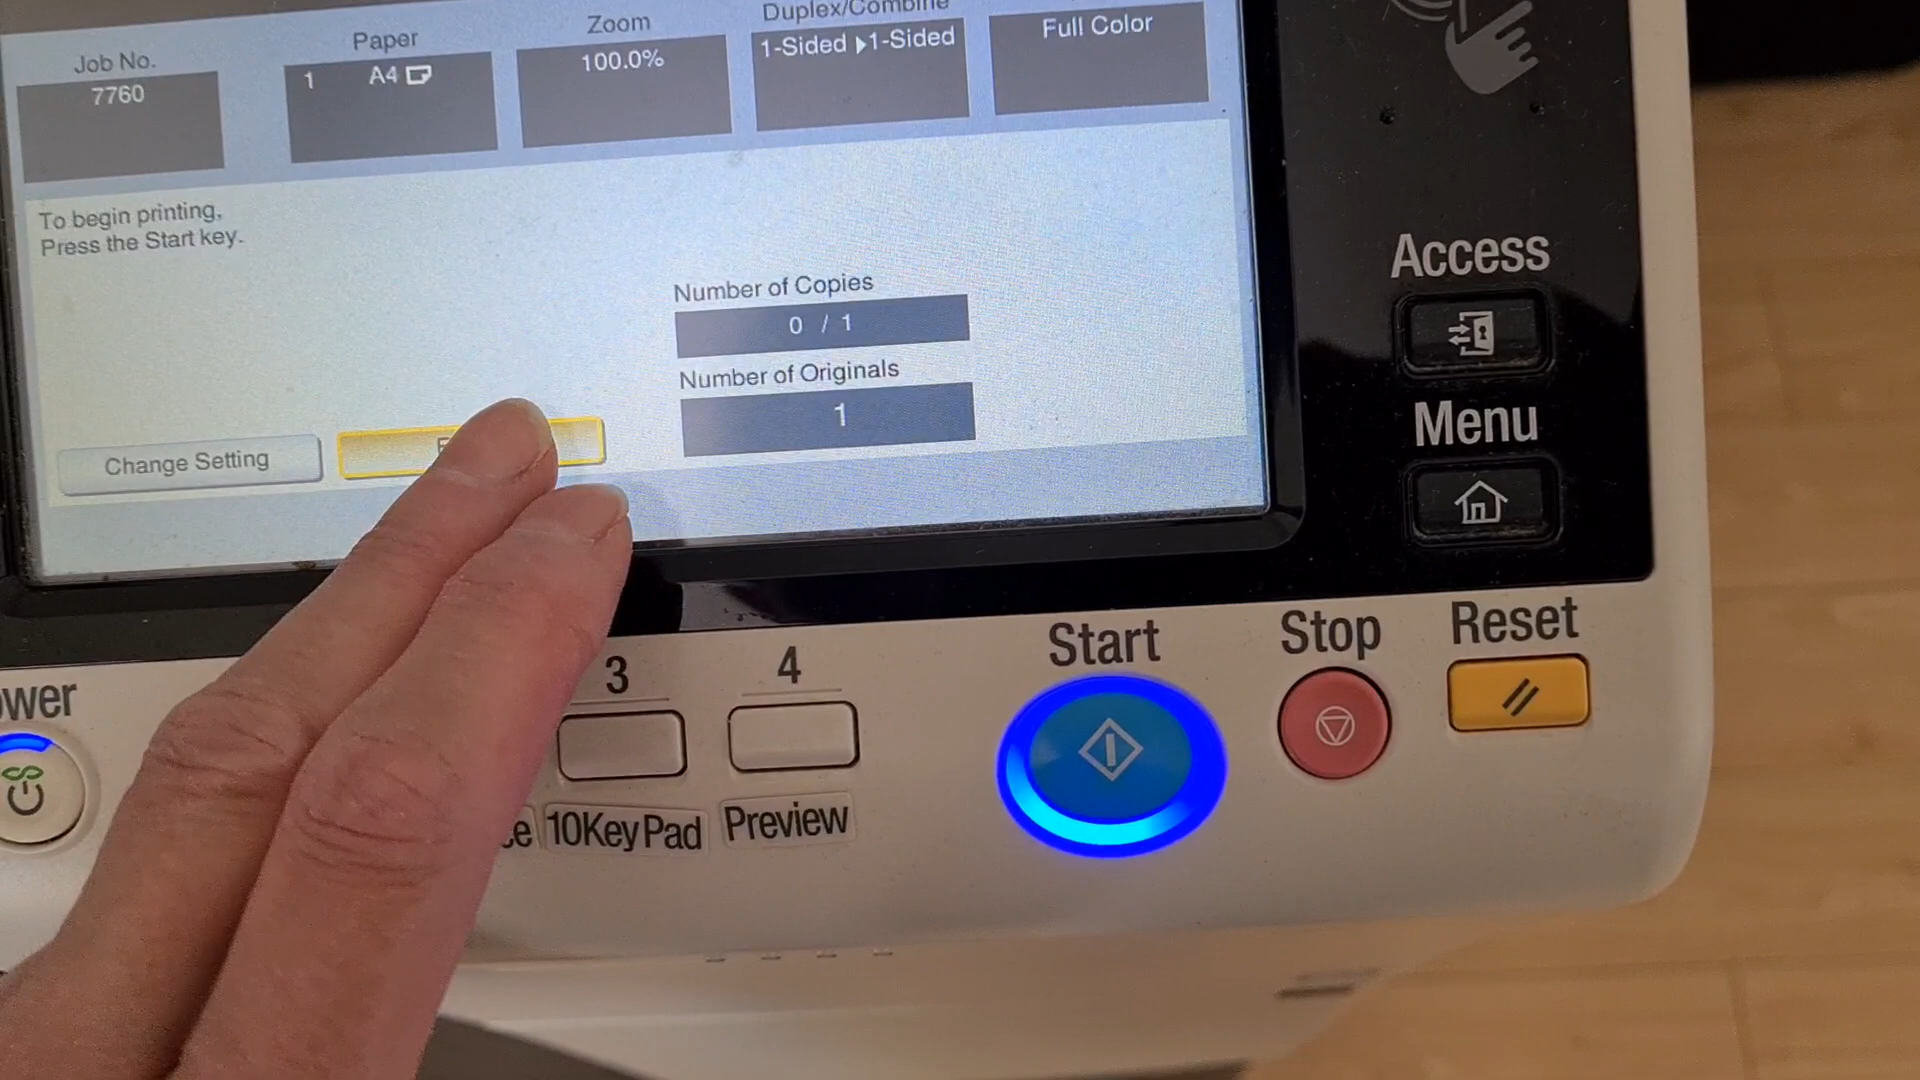 Job No.
7760
Paper
1 A4
Zoom
100.0%
Duplex/Combine
1-Sided ▶1-Sided
Full Color
To begin printing,
Press the Start key.
Number of Copies
0 / 1
Number of Originals
1
Change Setting
Access
Menu
Start
Stop
Reset
3
4
10KeyPad
Preview